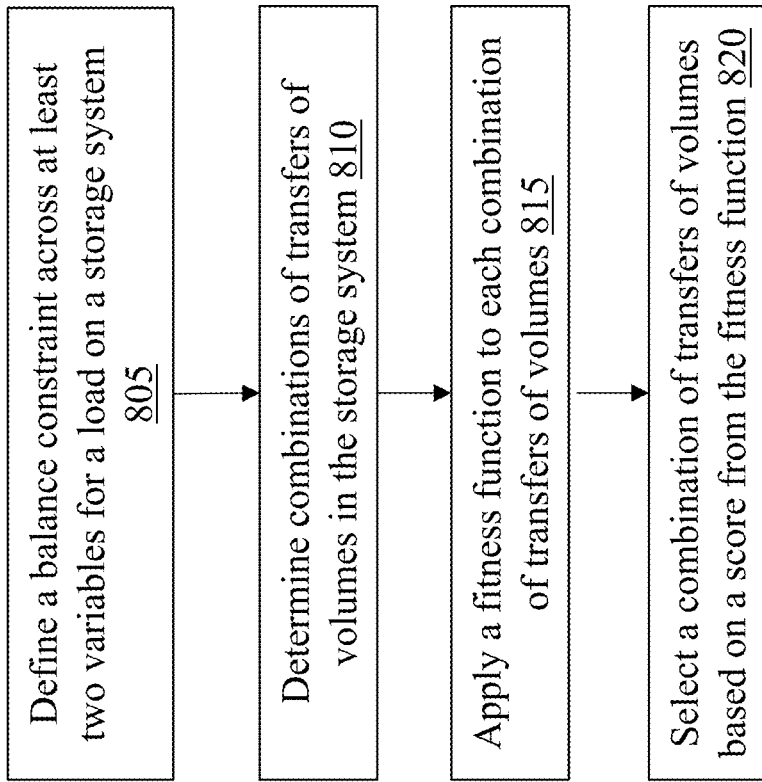 Define a balance constraint across at least
two variables for a load on a storage system
805
Determine combinations of transfers of
volumes in the storage system 810
Apply a fitness function to each combination
of transfers of volumes 815
Select a combination of transfers of volumes
based on a score from the fitness function 820